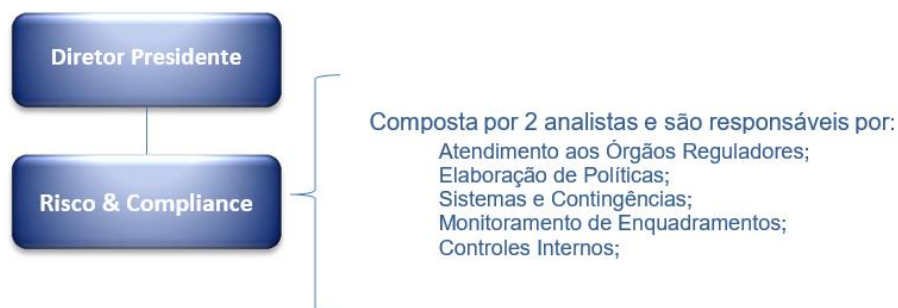 Diretor Presidente
Risco & Compliance
Composta por 2 analistas e são responsáveis por:
Atendimento aos Órgãos Reguladores;
Elaboração de Políticas;
Sistemas e Contingências;
Monitoramento de Enquadramentos;
Controles Internos;